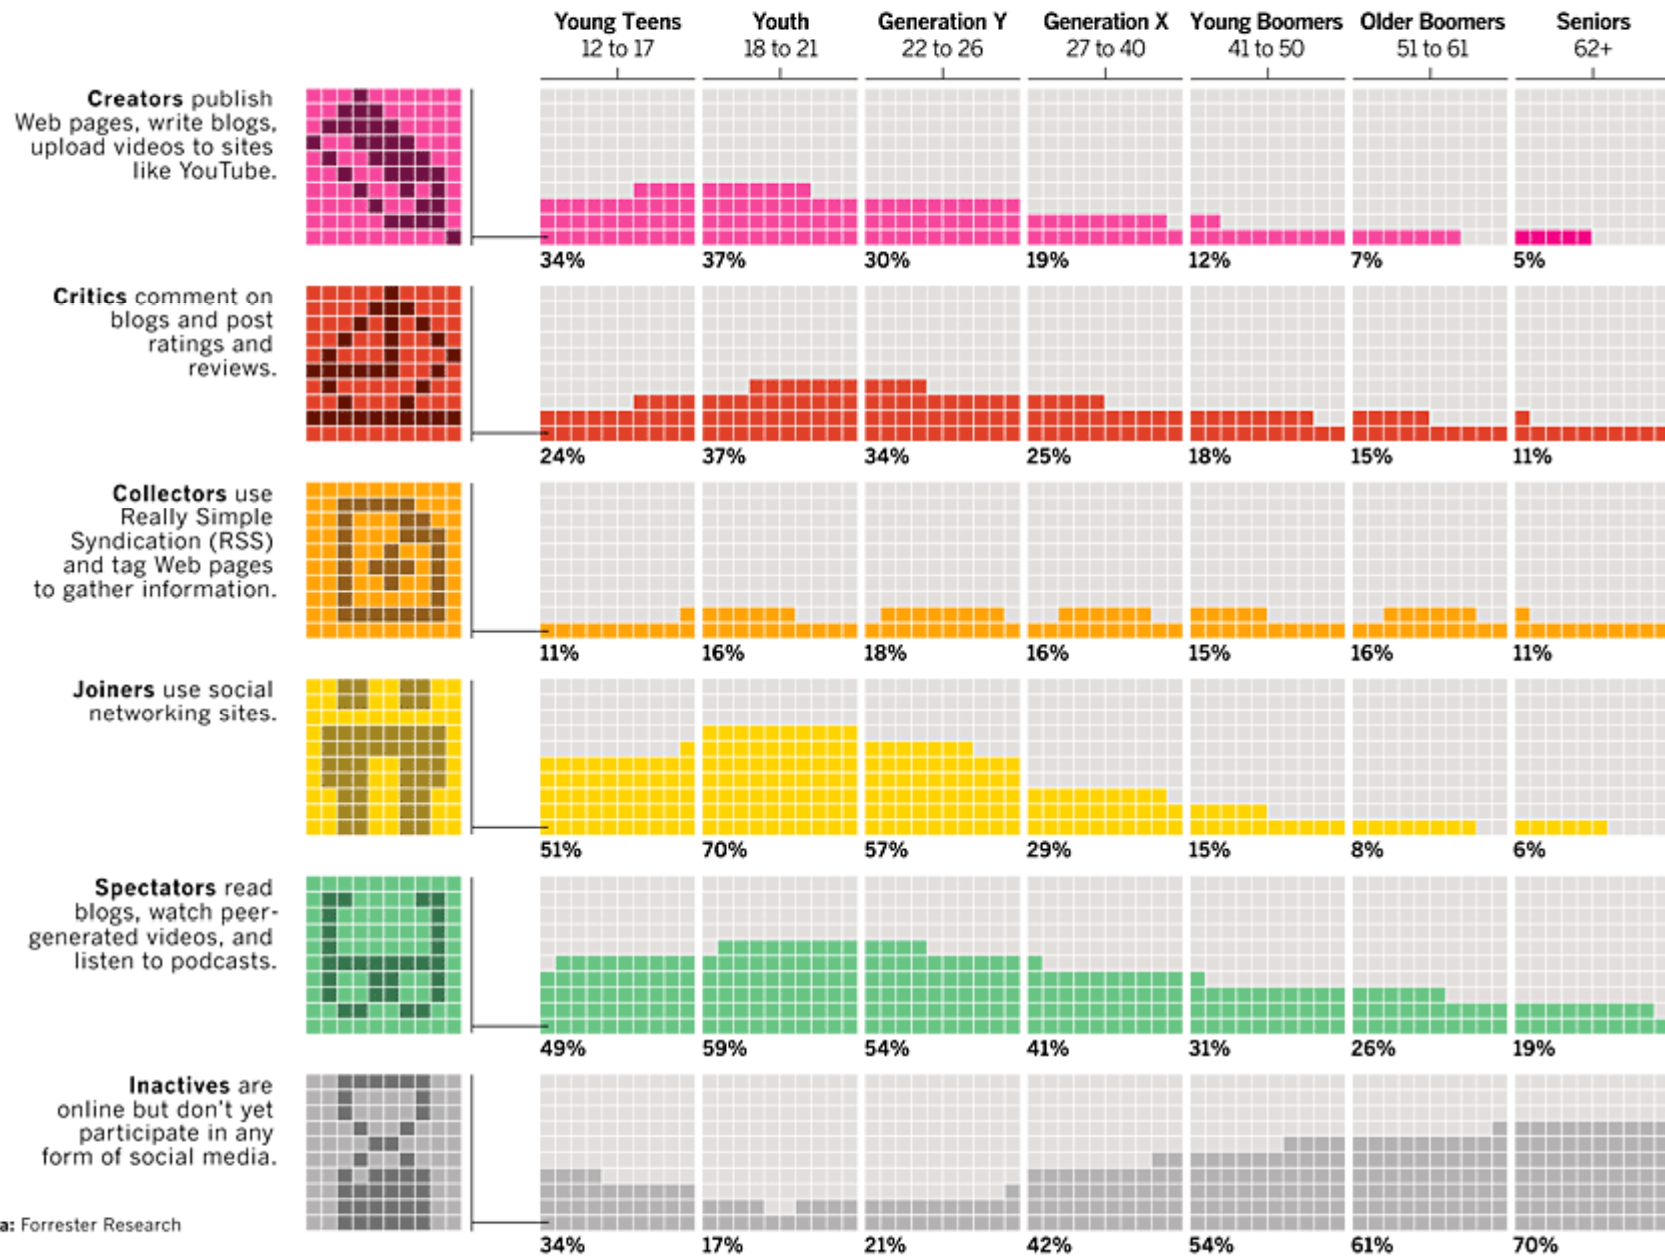 Young Teens Youth Generation Y Generation X Young Boomers Older Boomers Seniors
12 to 17 18 to 21 22 to 26 27 to 40 41 to 50 51 to 61 62+
Creators publish
Web pages, write blogs,
upload videos to sites
like YouTube.
34% 37% 30% 19% 12% 7% 5%
Critics comment on
blogs and post
ratings and
reviews.
24% 37% 34% 25% 18% 15% 11%
Collectors use
Really Simple
Syndication (RSS)
and tag Web pages
to gather information.
11% 16% 18% 16% 15% 16% 11%
Joiners use social
networking sites.
51% 70% 57% 29% 15% 8% 6%
Spectators read
blogs, watch peer-
generated videos, and
listen to podcasts.
49% 59% 54% 41% 31% 26% 19%
Inactives are
online but don't yet
participate in any
form of social media.
a: Forrester Research
34% 17% 21% 42% 54% 61% 70%